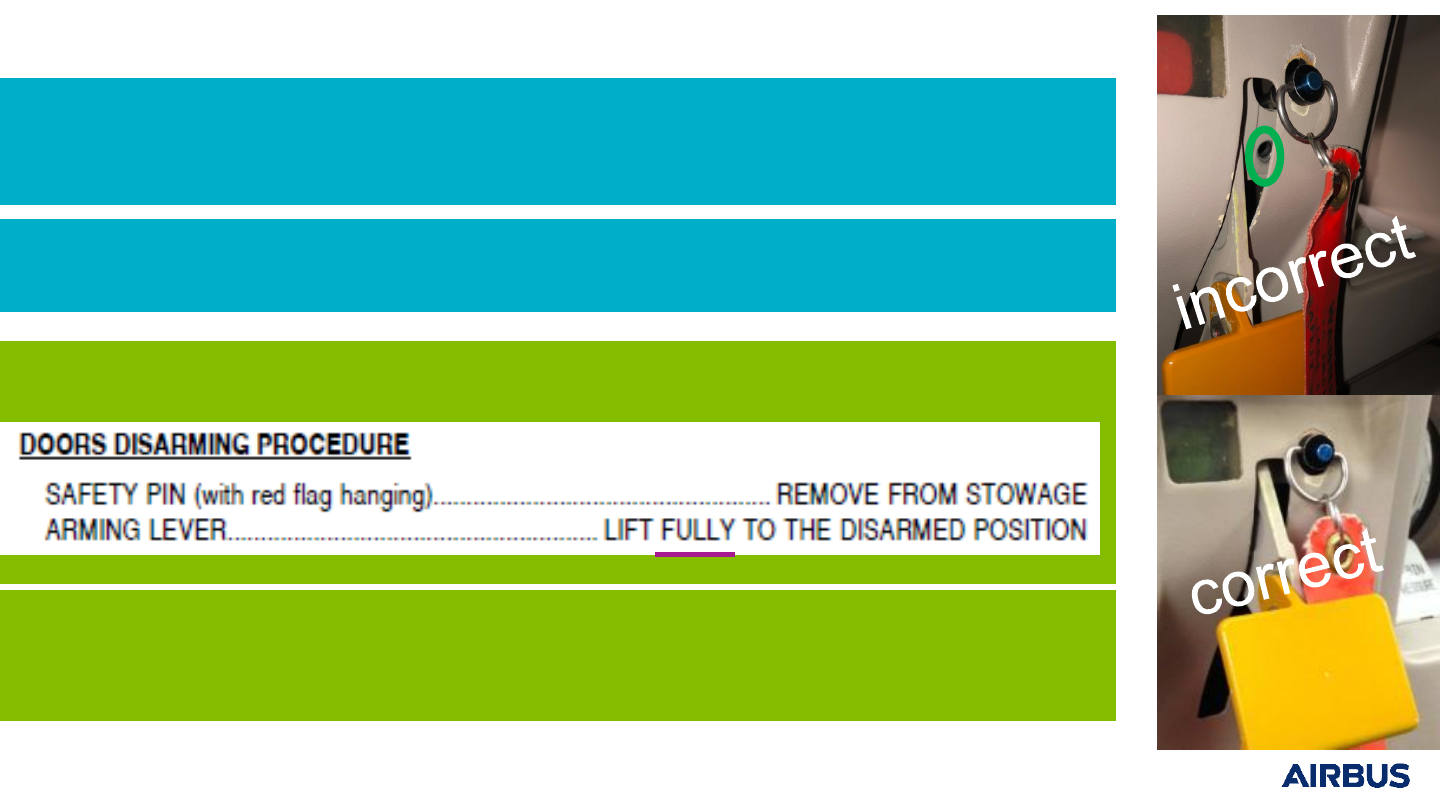 incorrect
DOORS DISARMING PROCEDURE
SAFETY PIN (with red flag hanging)................................................... REMOVE FROM STOWAGE
ARMING LEVER........................................................ LIFT FULLY TO THE DISARMED POSITION
correct
AIRBUS